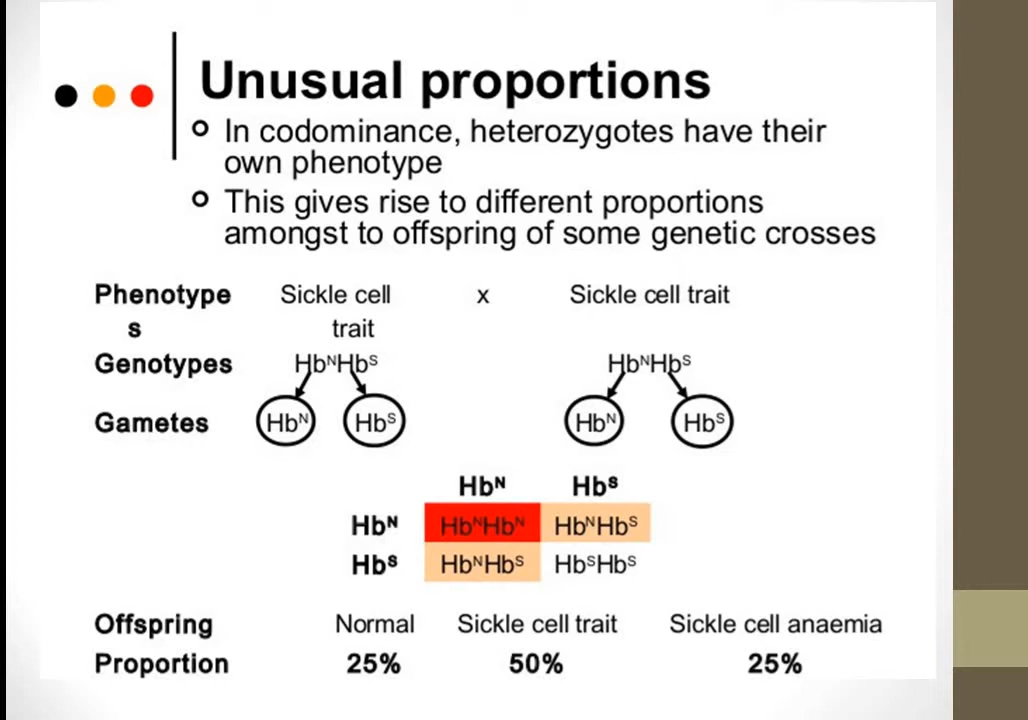 Unusual proportions
In codominance, heterozygotes have their
own phenotype
This gives rise to different proportions
amongst to offspring of some genetic crosses
Phenotype Sickle cell x Sickle cell trait
s trait
Genotypes HbᴺHbˢ HbᴺHbˢ
Gametes Hbᴺ Hbˢ Hbᴺ Hbˢ
Hbᴺ Hbˢ
Hbᴺ HbᴺHbᴺ HbᴺHbˢ
Hbˢ HbᴺHbˢ HbˢHbˢ
Offspring Normal Sickle cell trait Sickle cell anaemia
Proportion 25% 50% 25%